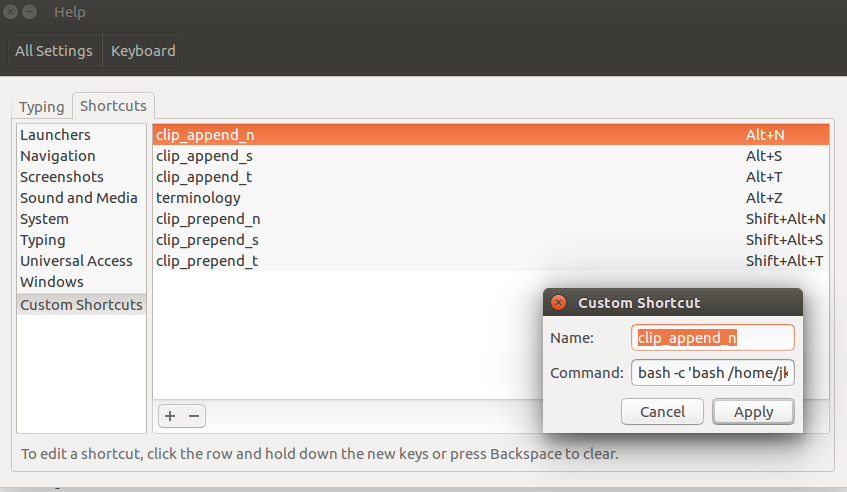 Help
All Settings Keyboard
Typing Shortcuts
Launchers
Navigation
Screenshots
Sound and Media
System
Typing
Universal Access
Windows
Custom Shortcuts
clip_append_n Alt+N
clip_append_s Alt+S
clip_append_t Alt+T
terminology Alt+Z
clip_prepend_n Shift+Alt+N
clip_prepend_s Shift+Alt+S
clip_prepend_t Shift+Alt+T
Custom Shortcut
Name: clip_append_n
Command: bash -c 'bash /home/jk
Cancel Apply
To edit a shortcut, click the row and hold down the new keys or press Backspace to clear.